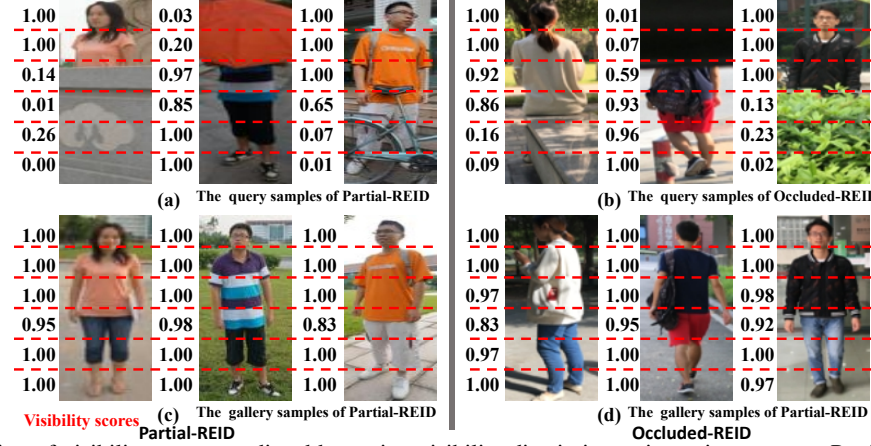 1.00 0.03 1.00
1.00 0.20 1.00
0.14 0.97 1.00
0.01 0.85 0.65
0.26 1.00 0.07
0.00 1.00 0.01
(a) The query samples of Partial-REID
1.00 0.01 1.00
1.00 0.07 1.00
0.92 0.59 1.00
0.86 0.93 0.13
0.16 0.96 0.23
0.09 1.00 0.02
(b) The query samples of Occluded-REID
1.00 1.00 1.00
1.00 1.00 1.00
1.00 1.00 1.00
0.95 0.98 0.83
1.00 1.00 1.00
1.00 1.00 1.00
Visibility scores (c) The gallery samples of Partial-REID
Partial-REID
1.00 1.00 1.00
1.00 1.00 1.00
0.97 1.00 0.98
0.83 0.95 0.92
0.97 1.00 1.00
1.00 1.00 0.97
(d) The gallery samples of Partial-REID
Occluded-REID